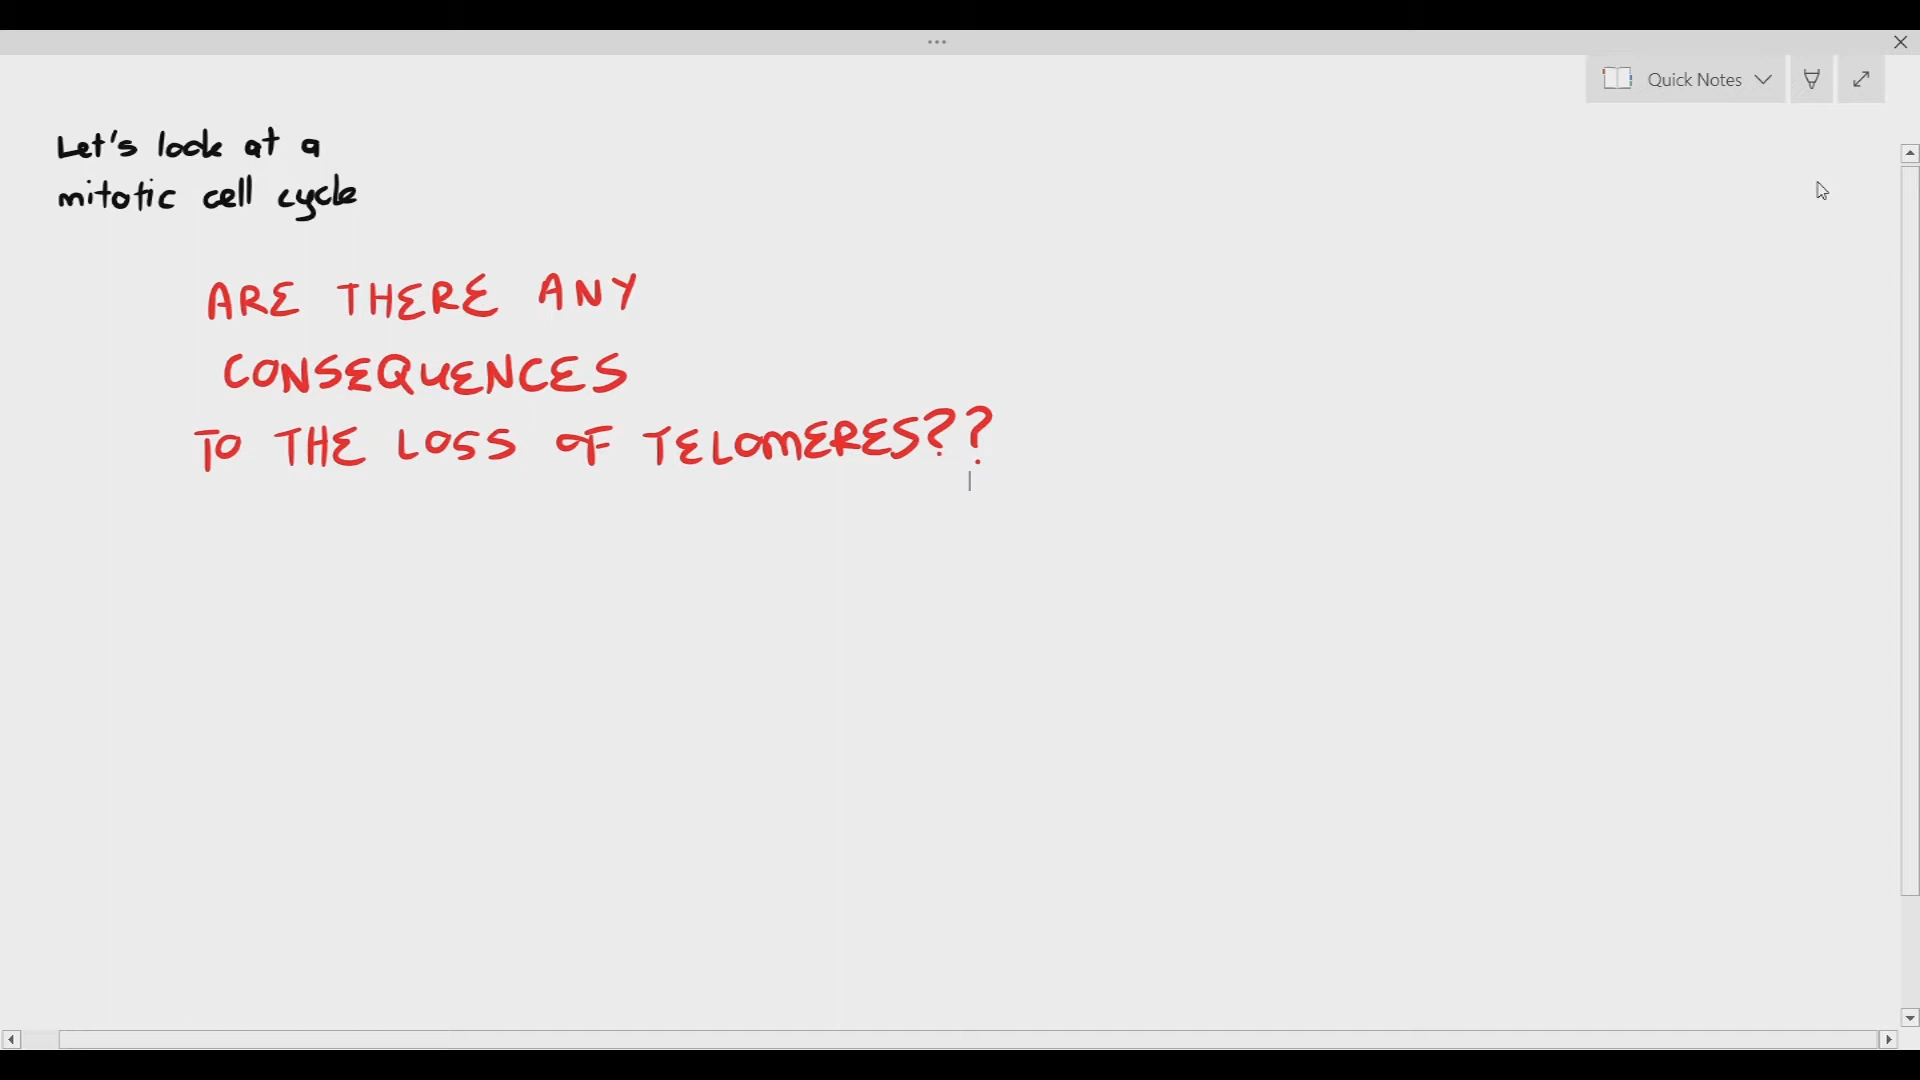 Quick Notes
Let's look at a
mitotic cell cycle
ARE THERE ANY
CONSEQUENCES
TO THE LOSS OF TELOMERES??